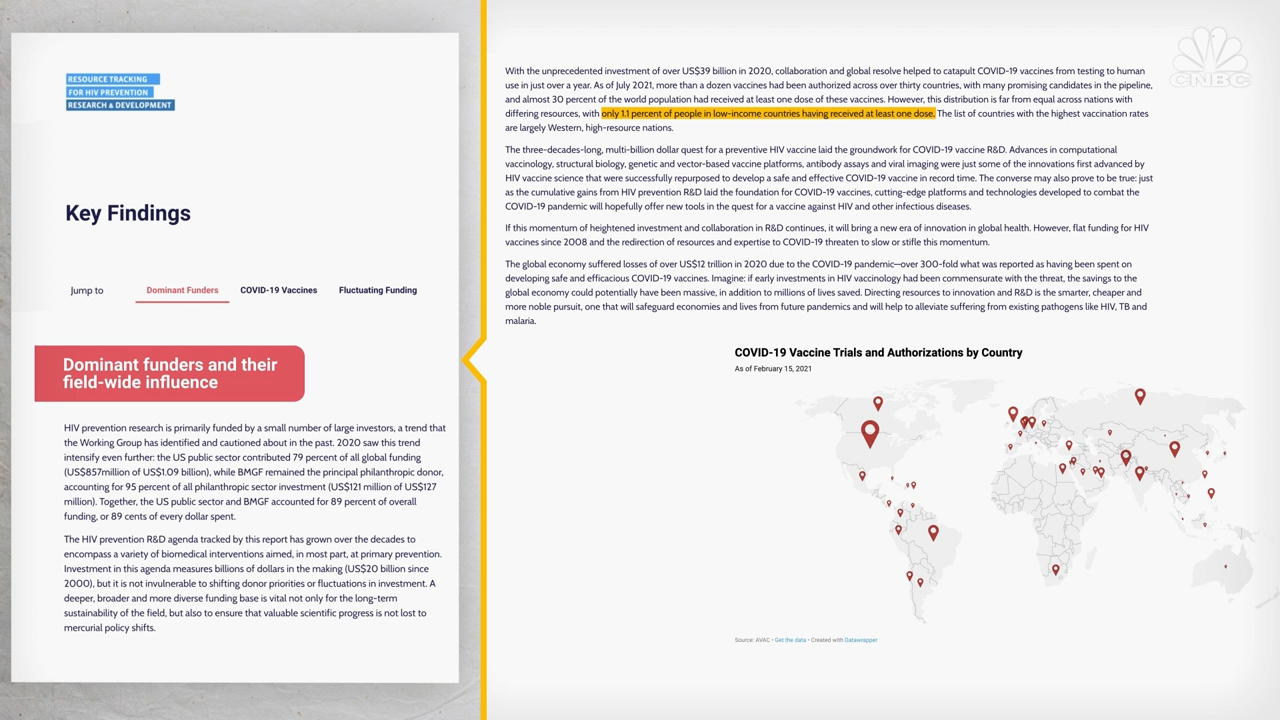 RESOURCE TRACKING
FOR HIV PREVENTION
RESEARCH & DEVELOPMENT
Key Findings
Jump to
Dominant Funders
COVID-19 Vaccines
Fluctuating Funding
Dominant funders and their
field-wide influence
HIV prevention research is primarily funded by a small number of large investors, a trend that
the Working Group has identified and cautioned about in the past. 2020 saw this trend
intensify even further: the US public sector contributed 79 percent of all global funding
(US$857million of US$1.09 billion), while BMGF remained the principal philanthropic donor,
accounting for 95 percent of all philanthropic sector investment (US$121 million of US$127
million). Together, the US public sector and BMGF accounted for 89 percent of overall
funding, or 89 cents of every dollar spent.
The HIV prevention R&D agenda tracked by this report has grown over the decades to
encompass a variety of biomedical interventions aimed, in most part, at primary prevention.
Investment in this agenda measures billions of dollars in the making (US$20 billion since
2000), but it is not invulnerable to shifting donor priorities or fluctuations in investment. A
deeper, broader and more diverse funding base is vital not only for the long-term
sustainability of the field, but also to ensure that valuable scientific progress is not lost to
mercurial policy shifts.
CNBC
With the unprecedented investment of over US$39 billion in 2020, collaboration and global resolve helped to catapult COVID-19 vaccines from testing to human
use in just over a year. As of July 2021, more than a dozen vaccines had been authorized across over thirty countries, with many promising candidates in the pipeline,
and almost 30 percent of the world population had received at least one dose of these vaccines. However, this distribution is far from equal across nations with
differing resources, with only 1.1 percent of people in low-income countries having received at least one dose. The list of countries with the highest vaccination rates
are largely Western, high-resource nations.
The three-decades-long, multi-billion dollar quest for a preventive HIV vaccine laid the groundwork for COVID-19 vaccine R&D. Advances in computational
vaccinology, structural biology, genetic and vector-based vaccine platforms, antibody assays and viral imaging were just some of the innovations first advanced by
HIV vaccine science that were successfully repurposed to develop a safe and effective COVID-19 vaccine in record time. The converse may also prove to be true: just
as the cumulative gains from HIV prevention R&D laid the foundation for COVID-19 vaccines, cutting-edge platforms and technologies developed to combat the
COVID-19 pandemic will hopefully offer new tools in the quest for a vaccine against HIV and other infectious diseases.
If this momentum of heightened investment and collaboration in R&D continues, it will bring a new era of innovation in global health. However, flat funding for HIV
vaccines since 2008 and the redirection of resources and expertise to COVID-19 threaten to slow or stifle this momentum.
The global economy suffered losses of over US$12 trillion in 2020 due to the COVID-19 pandemic—over 300-fold what was reported as having been spent on
developing safe and efficacious COVID-19 vaccines. Imagine: if early investments in HIV vaccinology had been commensurate with the threat, the savings to the
global economy could potentially have been massive, in addition to millions of lives saved. Directing resources to innovation and R&D is the smarter, cheaper and
more noble pursuit, one that will safeguard economies and lives from future pandemics and will help to alleviate suffering from existing pathogens like HIV, TB and
malaria.
COVID-19 Vaccine Trials and Authorizations by Country
As of February 15, 2021
Source: AVAC • Get the data • Created with Datawrapper